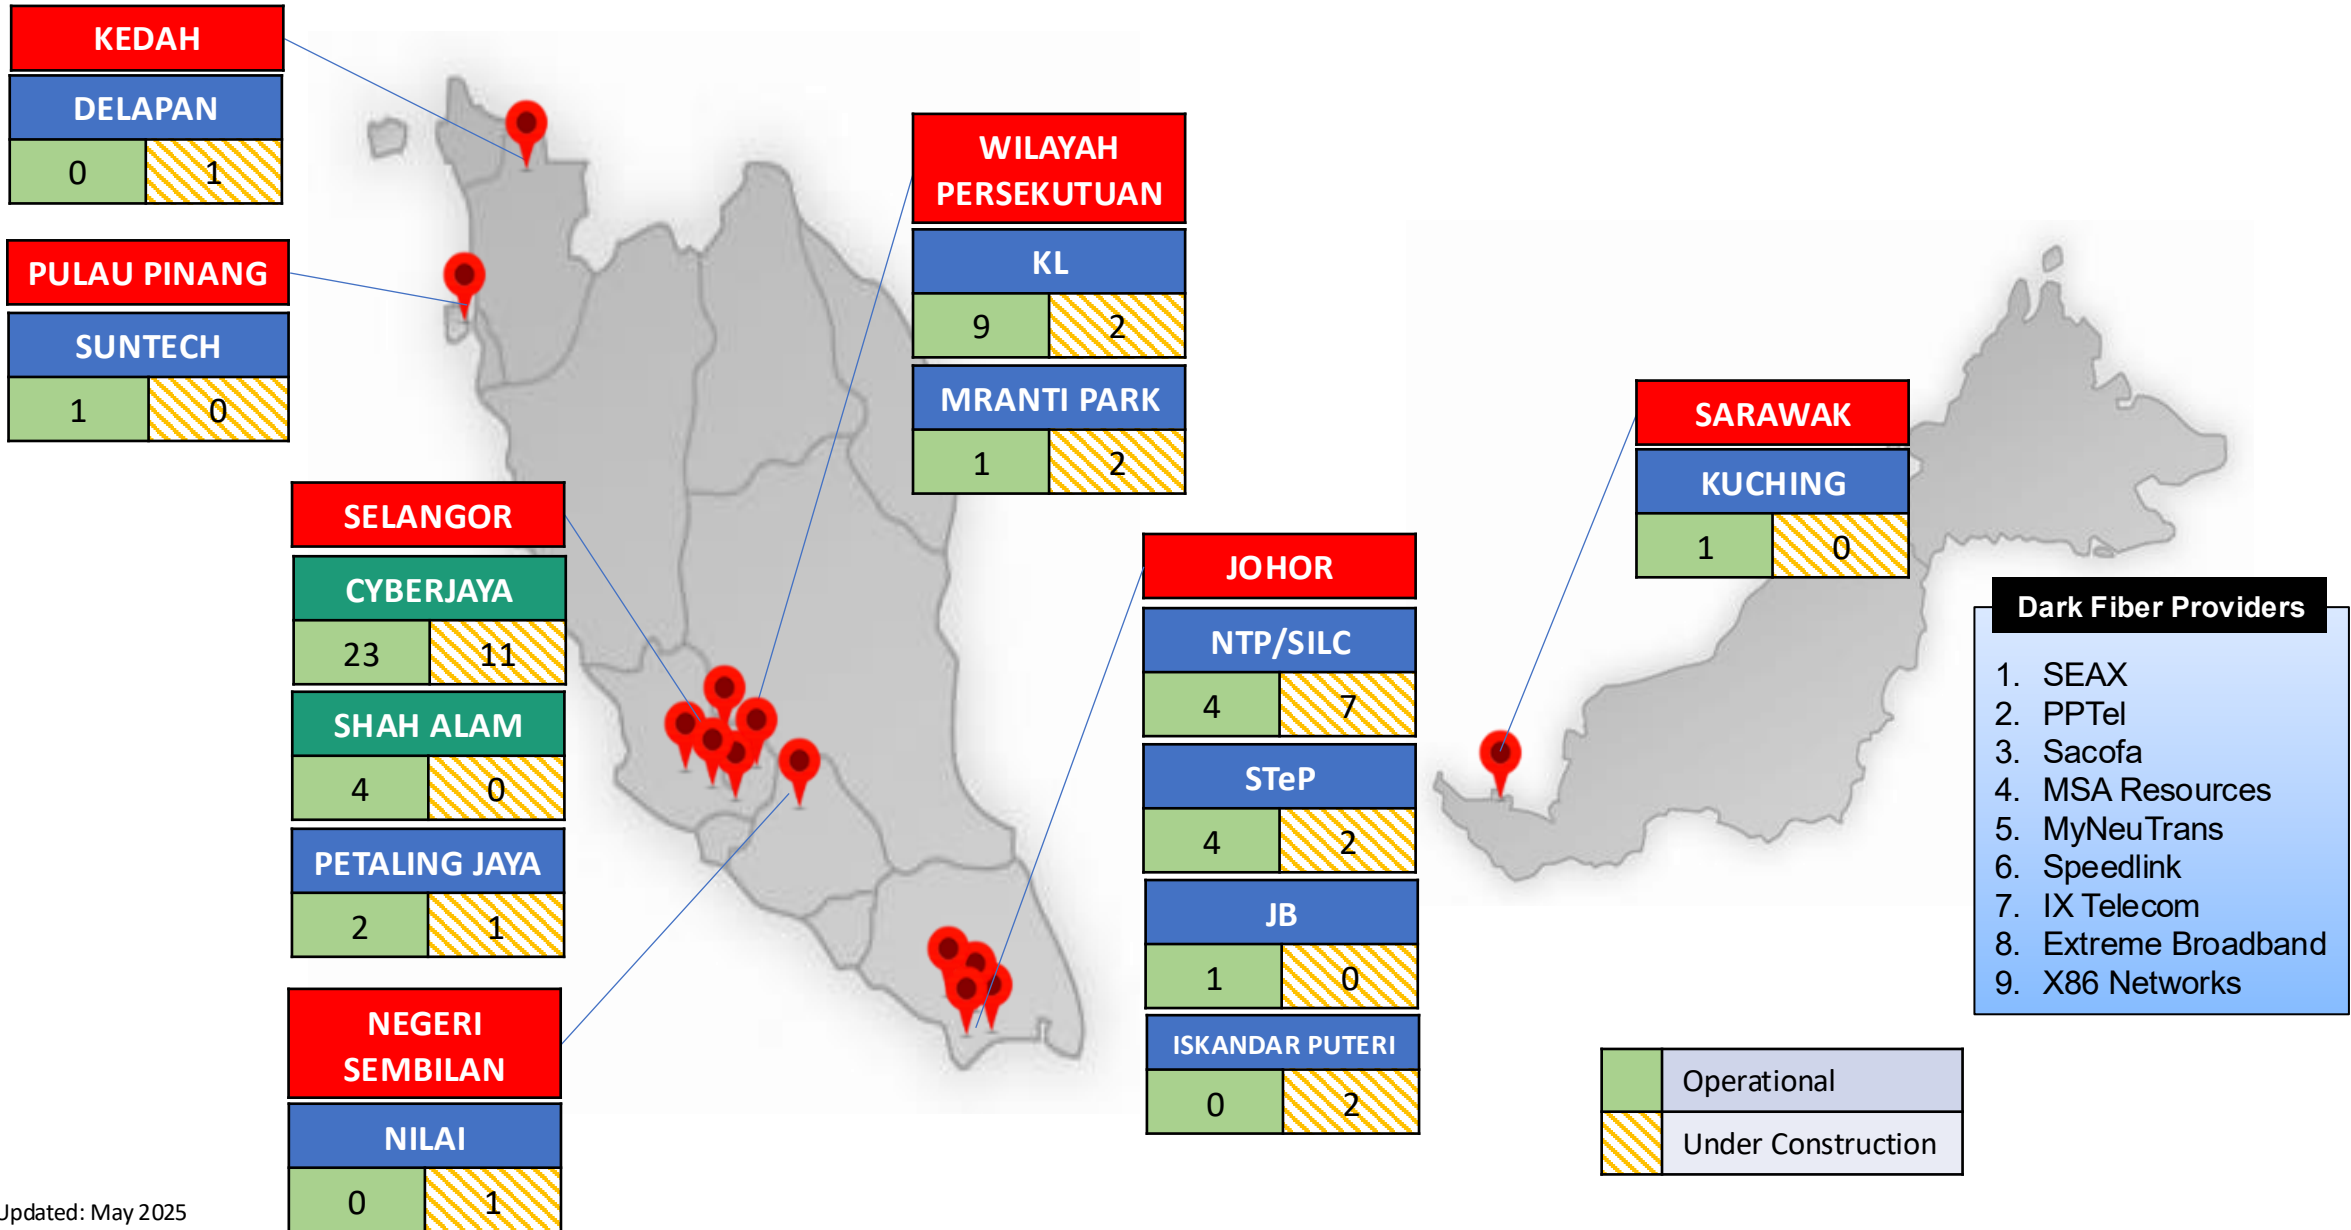 KEDAH
DELAPAN
0 1
PULAU PINANG
SUNTECH
1 0
SELANGOR
CYBERJAYA
23 11
SHAH ALAM
4 0
PETALING JAYA
2 1
NEGERI
SEMBILAN
NILAI
0 1
WILAYAH
PERSEKUTUAN
KL
9 2
MRANTI PARK
1 2
JOHOR
NTP/SILC
4 7
STeP
4 2
JB
1 0
ISKANDAR PUTERI
0 2
SARAWAK
KUCHING
1 0
Dark Fiber Providers
1. SEAX
2. PPTel
3. Sacofa
4. MSA Resources
5. MyNeuTrans
6. Speedlink
7. IX Telecom
8. Extreme Broadband
9. X86 Networks
Operational
Under Construction
Updated: May 2025